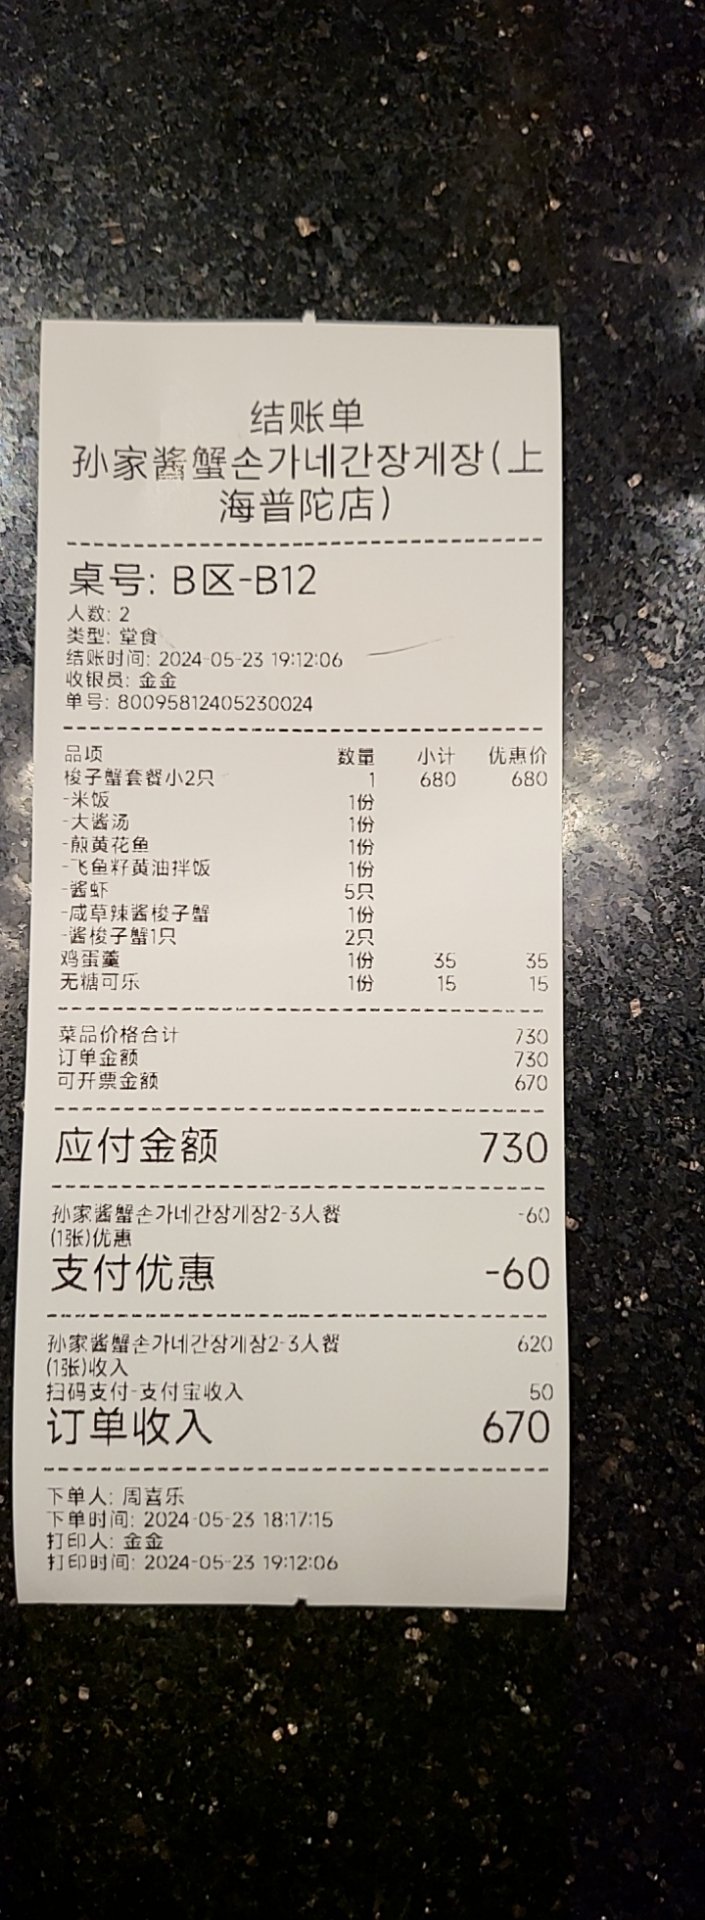 结账单
孙家酱蟹손가네간장게장(上
海普陀店)
桌号: B区-B12
人数: 2
类型: 堂食
结账时间: 2024-05-23 19:12:06
收银员: 金金
单号: 80095812405230024
品项 数量 小计 优惠价
梭子蟹套餐小2只 1 680 680
-米饭 1份
-大酱汤 1份
-煎黄花鱼 1份
-飞鱼籽黄油拌饭 1份
-酱虾 5只
-咸草辣酱梭子蟹 1份
-酱梭子蟹1只 2只
鸡蛋羹 1份 35 35
无糖可乐 1份 15 15
菜品价格合计 730
订单金额 730
可开票金额 670
应付金额 730
孙家酱蟹손가네간장게장2-3人餐 -60
(1张)优惠
支付优惠 -60
孙家酱蟹손가네간장게장2-3人餐 620
(1张)收入
扫码支付-支付宝收入 50
订单收入 670
下单人: 周喜乐
下单时间: 2024-05-23 18:17:15
打印人: 金金
打印时间: 2024-05-23 19:12:06